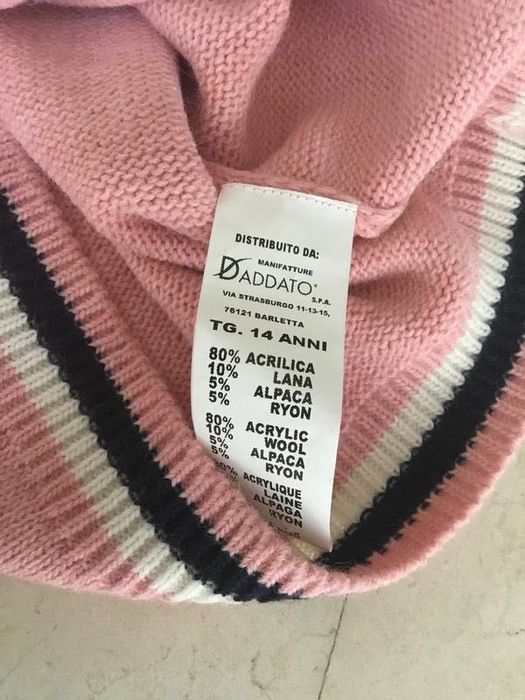 DISTRIBUITO DA:
MANIFATTURE
DADDATO
S.P.A.
VIA STRASBURGO 11-13-15,
76121 BARLETTA
TG. 14 ANNI
80% ACRILICA
10% LANA
5% ALPACA
5% RYON
80% ACRYLIC
10% WOOL
5% ALPACA
5% RYON
ACRYLIQUE
LAINE
ALPAGA
RYON